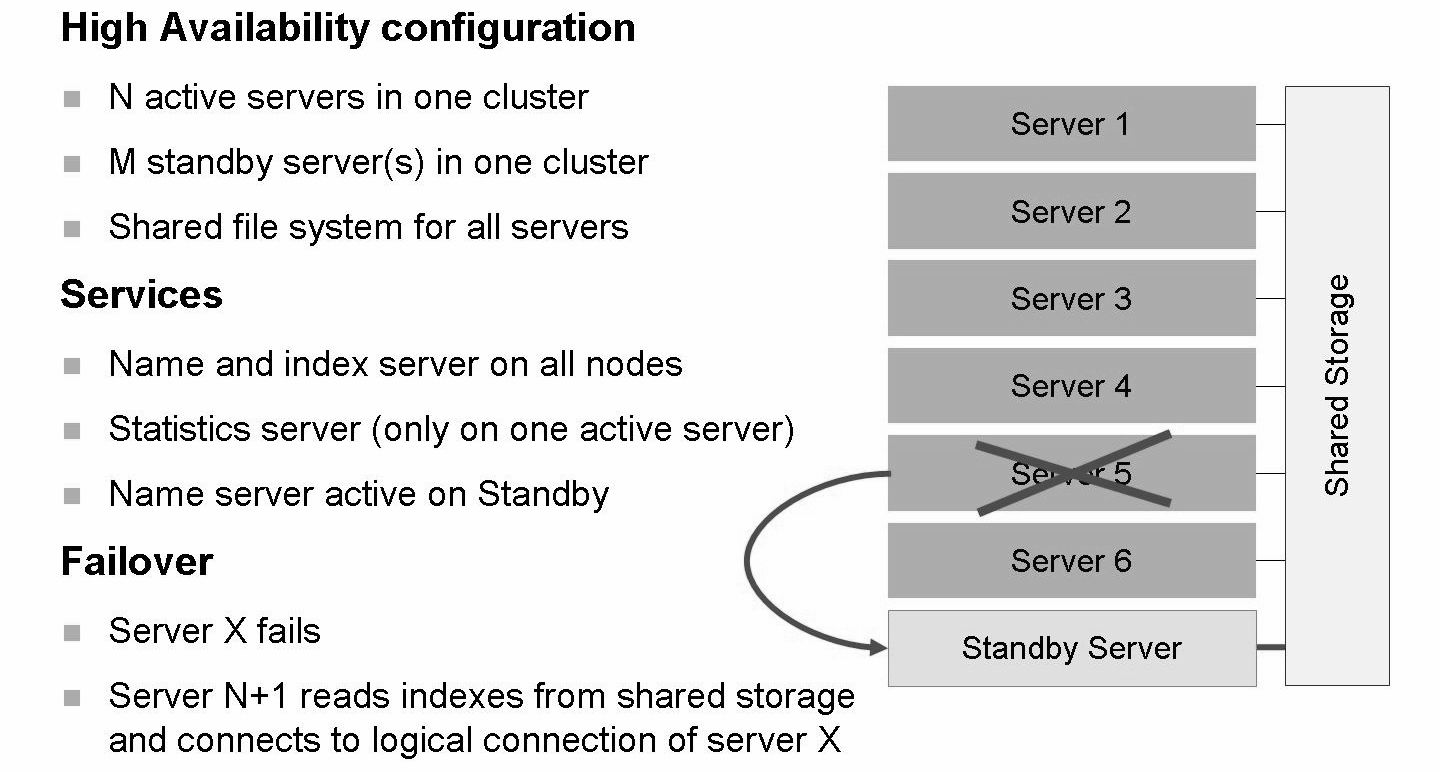 High Availability configuration
N active servers in one cluster
M standby server(s) in one cluster
Shared file system for all servers
Services
Name and index server on all nodes
Statistics server (only on one active server)
Name server active on Standby
Failover
Server X fails
Server N+1 reads indexes from shared storage
and connects to logical connection of server X
Server 1
Server 2
Server 3
Server 4
Server 5
Server 6
Standby Server
Shared Storage